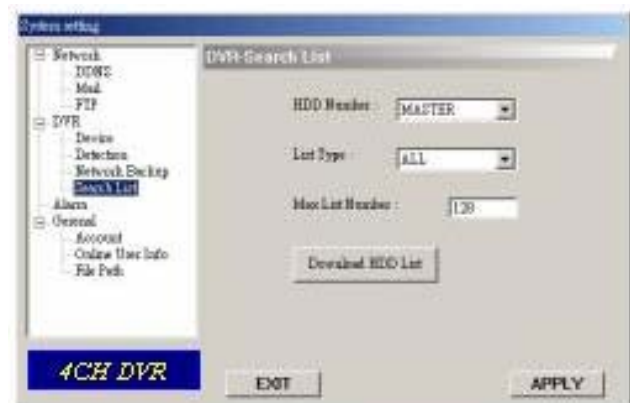 System setting
Network
DDNS
Mail
FTP
DVR
Device
Detection
Network Backup
Search List
Alarm
General
Account
Online User Info
File Path
4CH DVR
DVR-Search List
HDD Number : MASTER
List Type : ALL
Max List Number : 128
Download HDD List
EXIT
APPLY